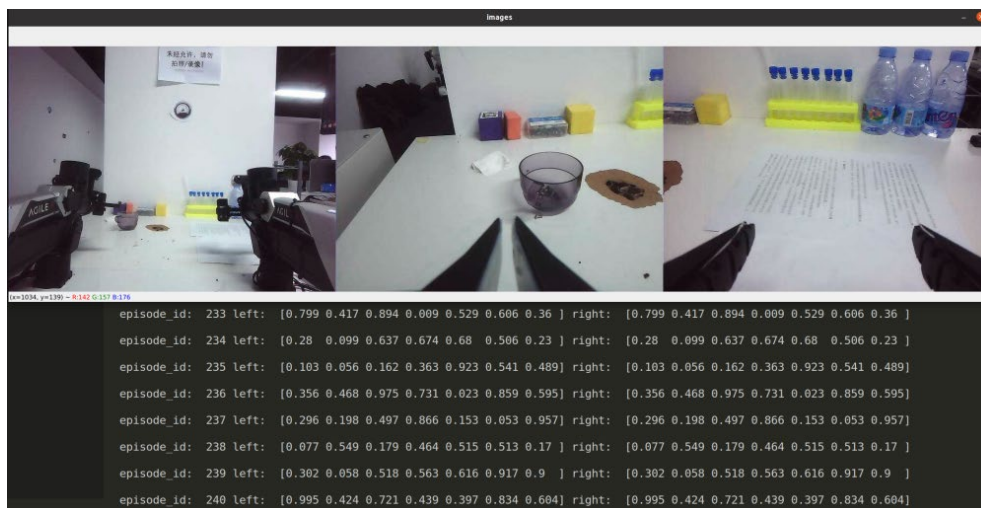 images
未经允许，请勿
拍照/录像!
AGILE
AGIL
(x=1034, y=139) ~ R:142 G:157 B:176
episode_id:  233 left:  [0.799 0.417 0.894 0.009 0.529 0.606 0.36 ] right:  [0.799 0.417 0.894 0.009 0.529 0.606 0.36 ]
episode_id:  234 left:  [0.28  0.099 0.637 0.674 0.68  0.506 0.23 ] right:  [0.28  0.099 0.637 0.674 0.68  0.506 0.23 ]
episode_id:  235 left:  [0.103 0.056 0.162 0.363 0.923 0.541 0.489] right:  [0.103 0.056 0.162 0.363 0.923 0.541 0.489]
episode_id:  236 left:  [0.356 0.468 0.975 0.731 0.023 0.859 0.595] right:  [0.356 0.468 0.975 0.731 0.023 0.859 0.595]
episode_id:  237 left:  [0.296 0.198 0.497 0.866 0.153 0.053 0.957] right:  [0.296 0.198 0.497 0.866 0.153 0.053 0.957]
episode_id:  238 left:  [0.077 0.549 0.179 0.464 0.515 0.513 0.17 ] right:  [0.077 0.549 0.179 0.464 0.515 0.513 0.17 ]
episode_id:  239 left:  [0.302 0.058 0.518 0.563 0.616 0.917 0.9  ] right:  [0.302 0.058 0.518 0.563 0.616 0.917 0.9  ]
episode_id:  240 left:  [0.995 0.424 0.721 0.439 0.397 0.834 0.604] right:  [0.995 0.424 0.721 0.439 0.397 0.834 0.604]